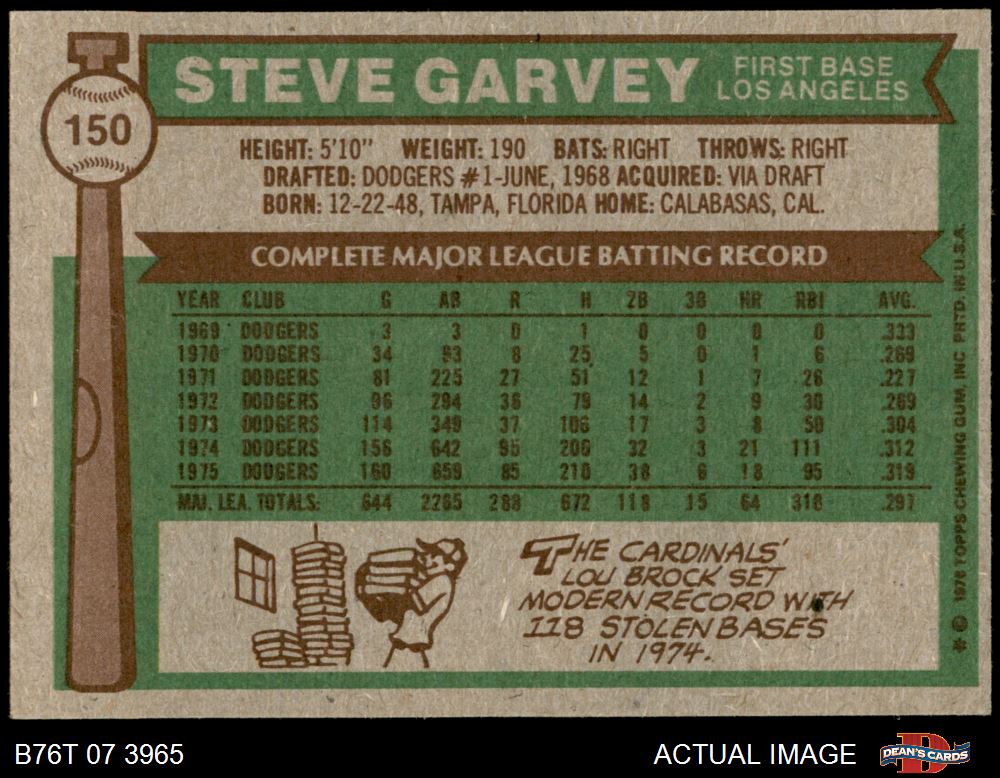 150
STEVE GARVEY
FIRST BASE
LOS ANGELES
HEIGHT: 5'10" WEIGHT: 190 BATS: RIGHT THROWS: RIGHT
DRAFTED: DODGERS #1-JUNE, 1968 ACQUIRED: VIA DRAFT
BORN: 12-22-48, TAMPA, FLORIDA HOME: CALABASAS, CAL.
COMPLETE MAJOR LEAGUE BATTING RECORD
YEAR CLUB G AB R H 2B 3B HR RBI AVG.
1969 DODGERS 3 3 0 1 0 0 0 0 .333
1970 DODGERS 34 93 8 25 5 0 1 6 .269
1971 DODGERS 81 225 27 51 12 1 7 26 .227
1972 DODGERS 96 294 36 79 14 2 9 30 .269
1973 DODGERS 114 349 37 106 17 3 8 50 .304
1974 DODGERS 156 642 95 200 32 3 21 111 .312
1975 DODGERS 160 659 85 210 38 6 18 95 .319
MAJ. LEA. TOTALS: 644 2265 288 672 118 15 64 318 .297
THE CARDINALS'
LOU BROCK SET
MODERN RECORD WITH
118 STOLEN BASES
IN 1974.
* © 1976 TOPPS CHEWING GUM, INC. PRTD. IN U.S.A.
B76T 07 3965
ACTUAL IMAGE
DEAN'S CARDS